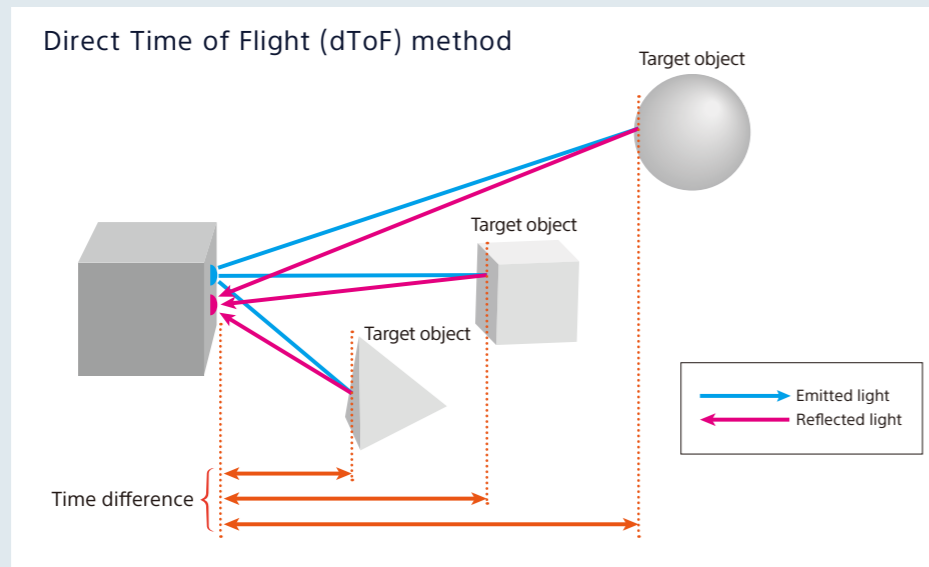 Direct Time of Flight (dToF) method
Target object
Target object
Target object
Emitted light
Reflected light
Time difference